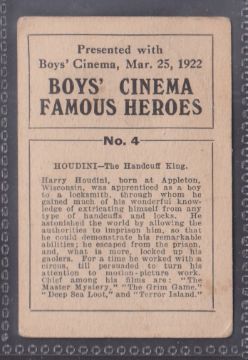 Presented with
Boys' Cinema, Mar. 25, 1922
BOYS' CINEMA
FAMOUS HEROES
No. 4
HOUDINI—The Handcuff King.
Harry Houdini, born at Appleton,
Wisconsin, was apprenticed as a boy
to a locksmith, through whom he
gained much of his wonderful know-
ledge of extricating himself from any
type of handcuffs and locks. He
astonished the world by allowing the
authorities to imprison him, so that
he could demonstrate his remarkable
abilities; he escaped from the prison,
and, what is more, locked up his
gaolers. For a time he worked with a
circus, till persuaded to turn his
attention to motion-picture work.
Chief among his films are: "The
Master Mystery," "The Grim Game,"
"Deep Sea Loot," and "Terror Island."